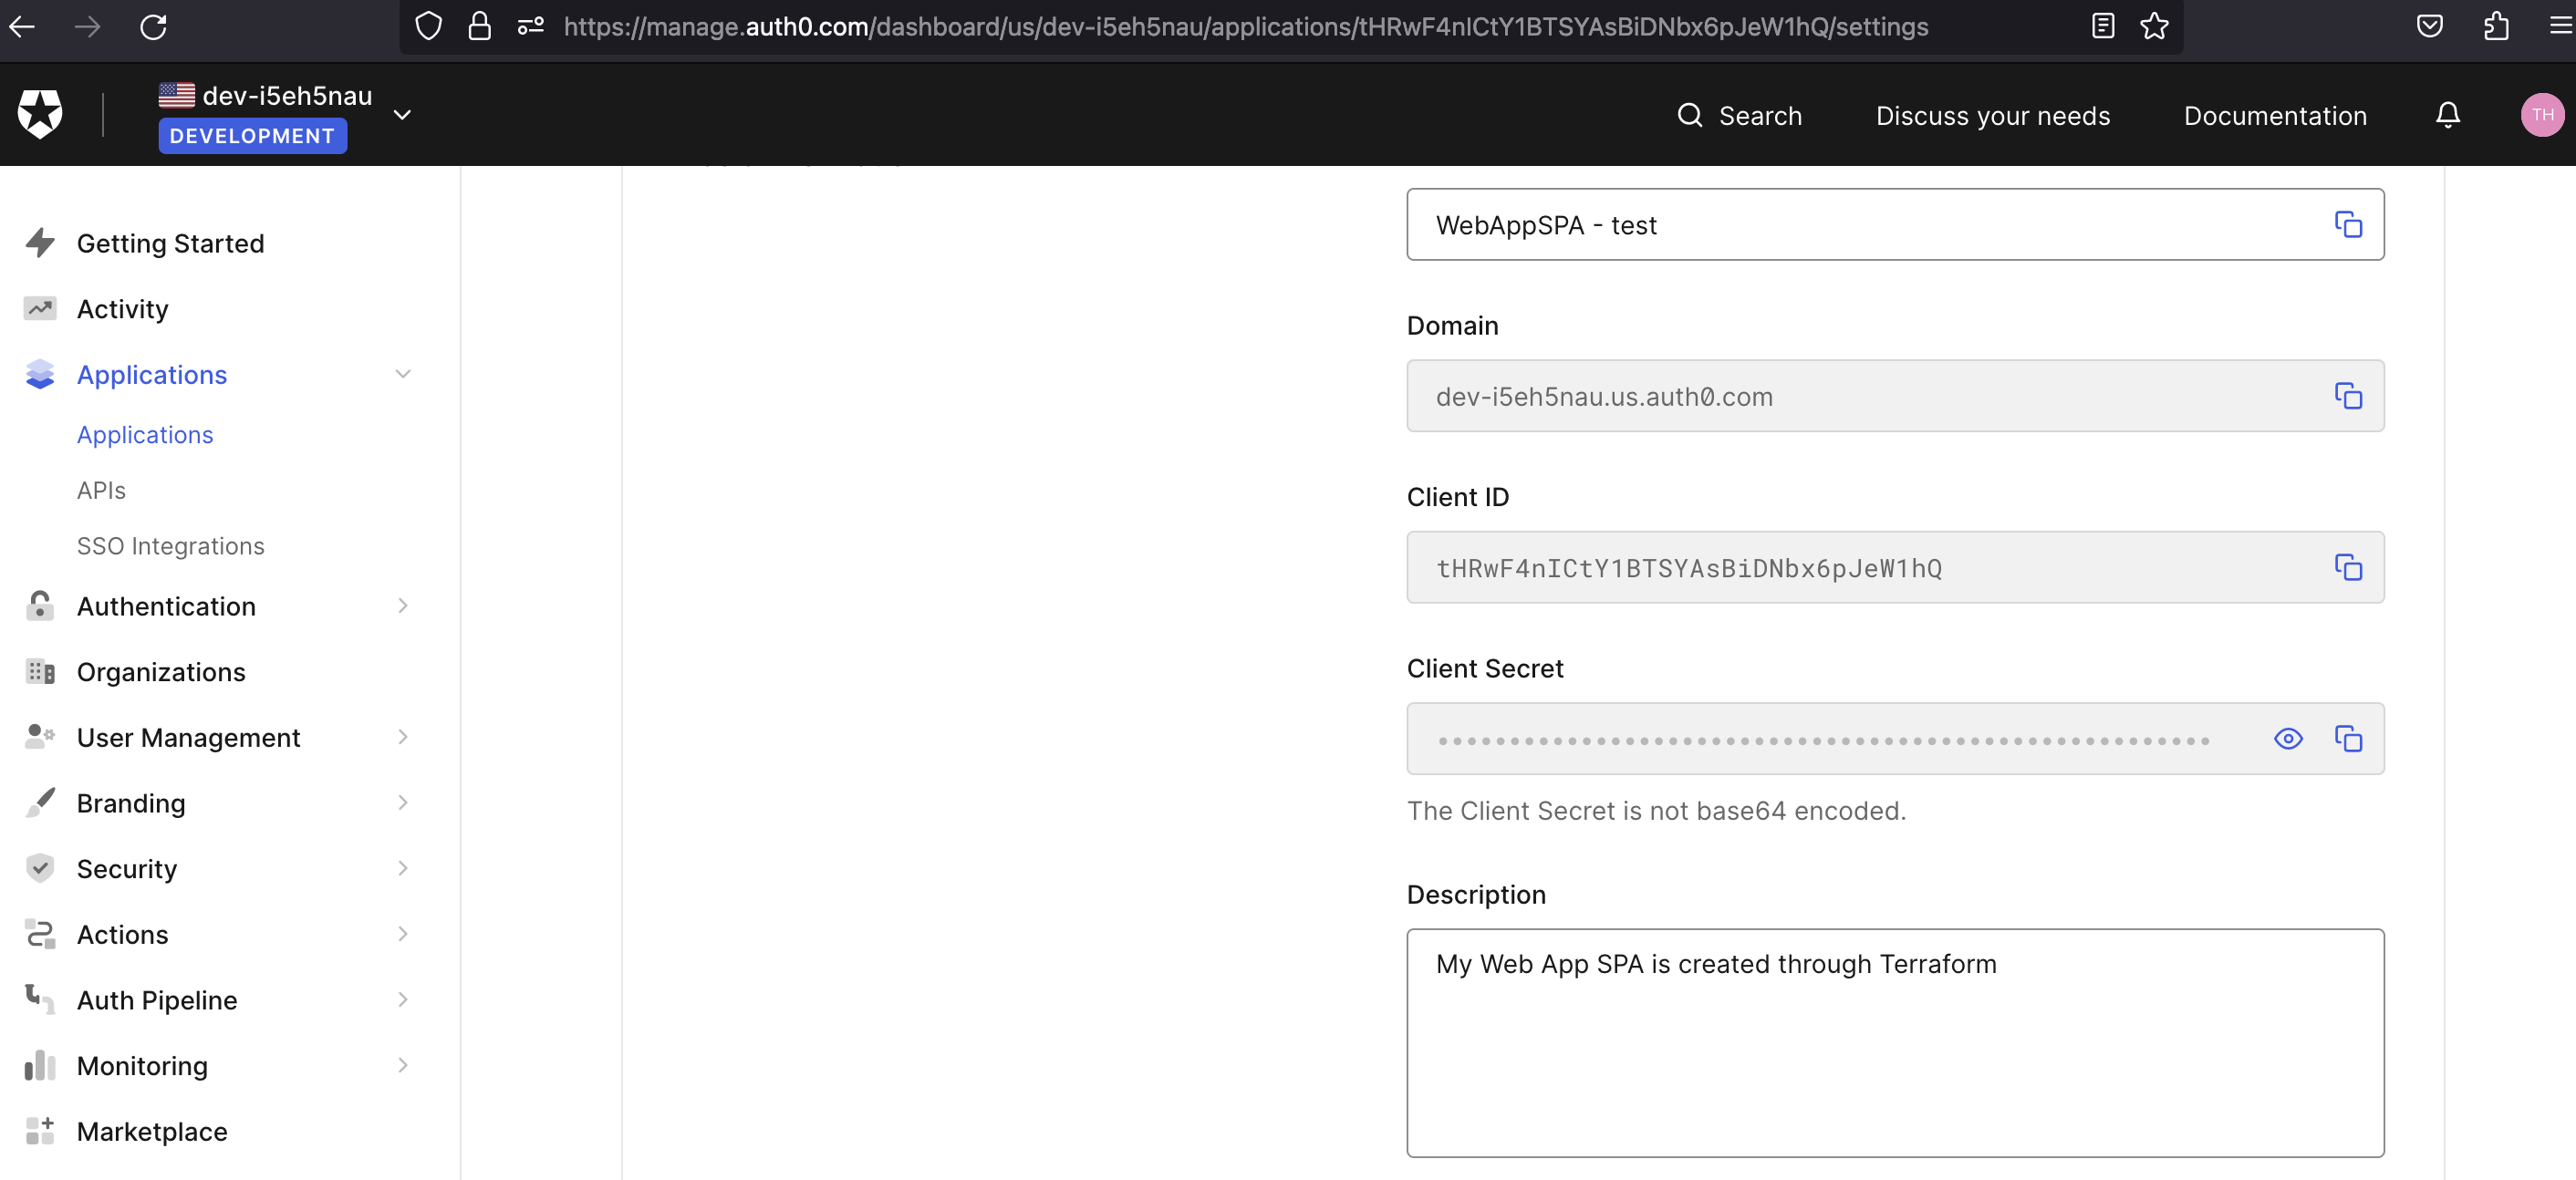 https://manage.auth0.com/dashboard/us/dev-i5eh5nau/applications/tHRwF4nICtY1BTSYAsBiDNbx6pJeW1hQ/settings
dev-i5eh5nau
DEVELOPMENT
Search
Discuss your needs
Documentation
TH
Getting Started
Activity
Applications
Applications
APIs
SSO Integrations
Authentication
Organizations
User Management
Branding
Security
Actions
Auth Pipeline
Monitoring
Marketplace
WebAppSPA - test
Domain
dev-i5eh5nau.us.auth0.com
Client ID
tHRwF4nICtY1BTSYAsBiDNbx6pJeW1hQ
Client Secret
The Client Secret is not base64 encoded.
Description
My Web App SPA is created through Terraform